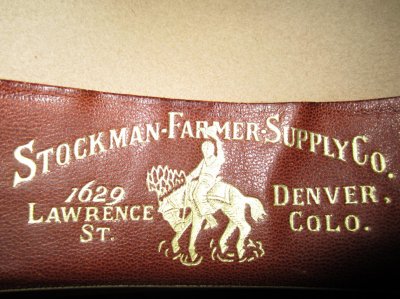 STOCKMAN-FARMER-SUPPLY CO.
1629
LAWRENCE
ST.
DENVER,
COLO.